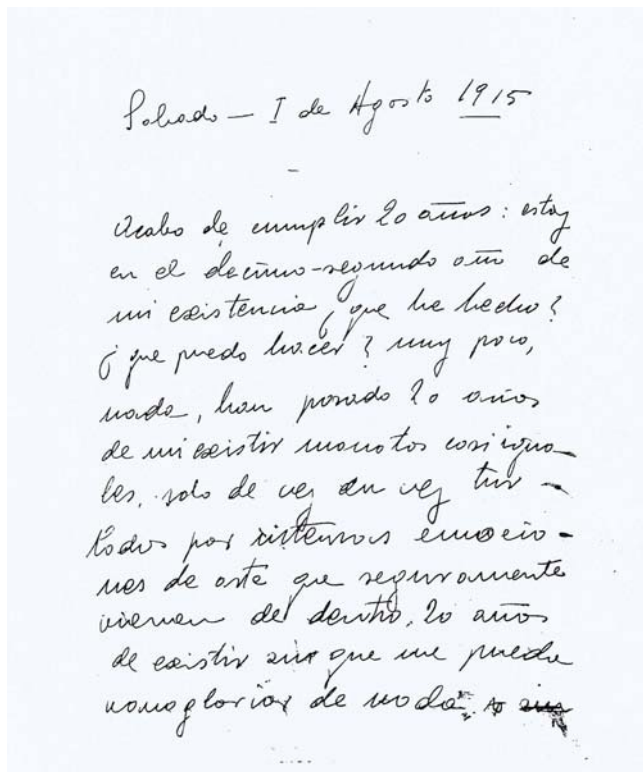 Sabado – I de Agosto 1915
Acabo de cumplir 20 años: estoy
en el decimo-segundo año de
mi existencia, que he hecho?
¿que puedo hacer? muy poco,
nada, han pasado 20 años
de mi existir casi igua-
les, solo de vez en vez tur-
bados por intensas emocio-
nes de arte que seguramente
vienen de dentro. 20 años
de existir sin que me pueda
vanagloriar de nada,